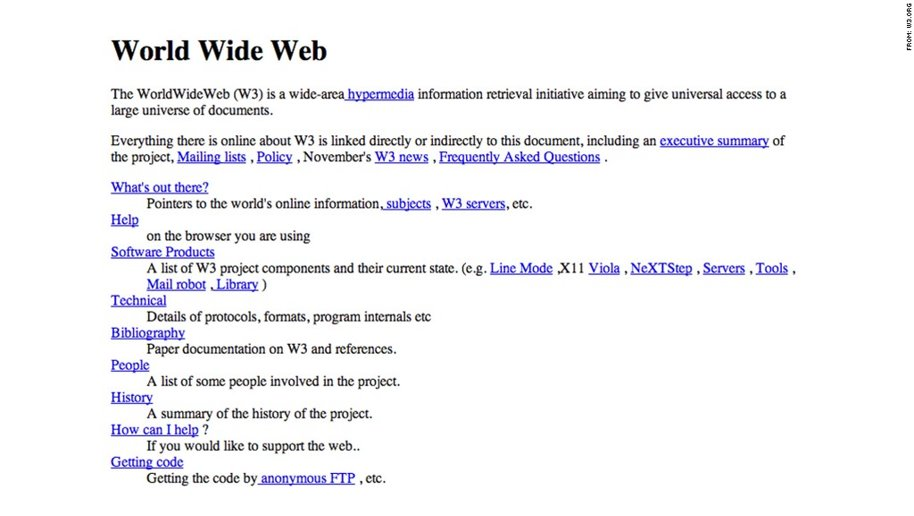 FROM: W3.ORG
World Wide Web
The WorldWideWeb (W3) is a wide-area hypermedia information retrieval initiative aiming to give universal access to a
large universe of documents.
Everything there is online about W3 is linked directly or indirectly to this document, including an executive summary of
the project, Mailing lists , Policy , November's W3 news , Frequently Asked Questions .
What's out there?
Pointers to the world's online information, subjects , W3 servers, etc.
Help
on the browser you are using
Software Products
A list of W3 project components and their current state. (e.g. Line Mode ,X11 Viola , NeXTStep , Servers , Tools ,
Mail robot , Library )
Technical
Details of protocols, formats, program internals etc
Bibliography
Paper documentation on W3 and references.
People
A list of some people involved in the project.
History
A summary of the history of the project.
How can I help ?
If you would like to support the web..
Getting code
Getting the code by anonymous FTP , etc.